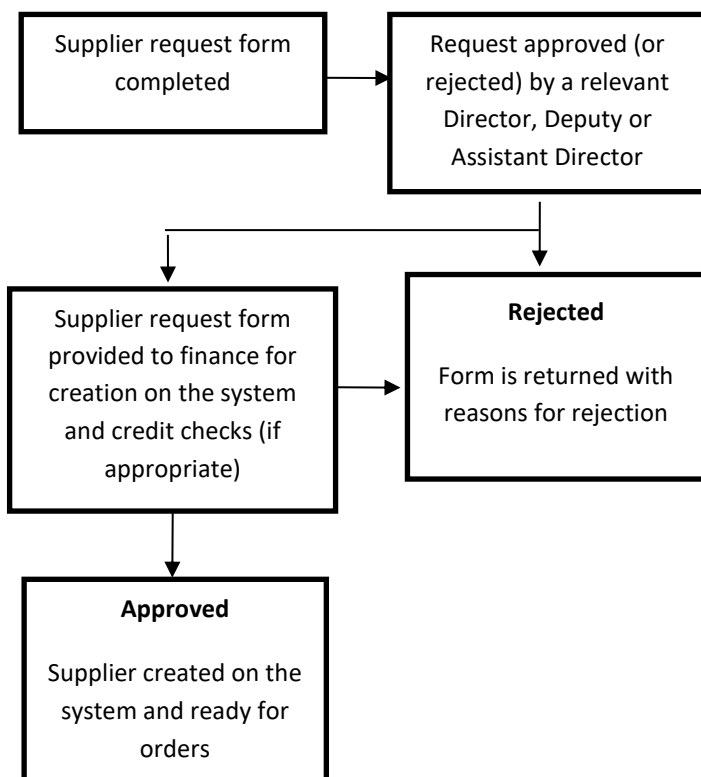 Supplier request form
completed
Request approved (or
rejected) by a relevant
Director, Deputy or
Assistant Director
Supplier request form
provided to finance for
creation on the system
and credit checks (if
appropriate)
Rejected
Form is returned with
reasons for rejection
Approved
Supplier created on the
system and ready for
orders